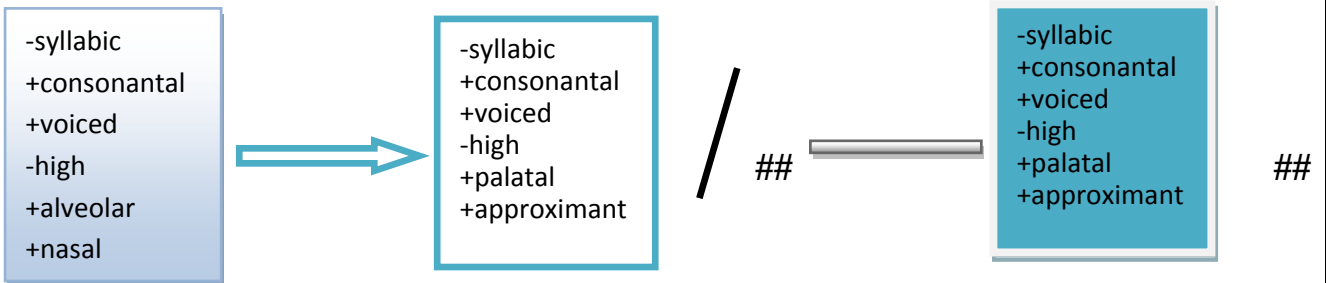 -syllabic
+consonantal
+voiced
-high
+alveolar
+nasal
-syllabic
+consonantal
+voiced
-high
+palatal
+approximant
/
##
-syllabic
+consonantal
+voiced
-high
+palatal
+approximant
##